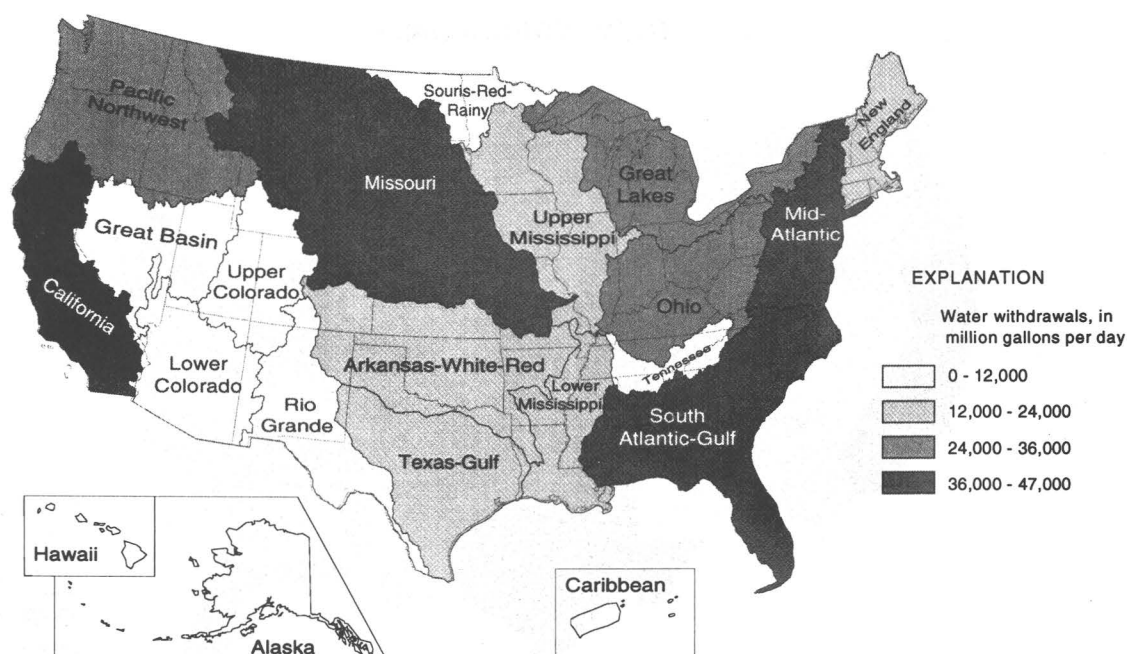 Pacific
Northwest
Souris-Red-
Rainy
New
England
Missouri
Great
Lakes
Mid-
Atlantic
Upper
Mississippi
Great Basin
Upper
Colorado
California
Ohio
Lower
Colorado
Arkansas-White-Red
Tennessee
Lower
Mississippi
Rio
Grande
South
Atlantic-Gulf
Texas-Gulf
Hawaii
Alaska
Caribbean
EXPLANATION
Water withdrawals, in
million gallons per day
0 - 12,000
12,000 - 24,000
24,000 - 36,000
36,000 - 47,000